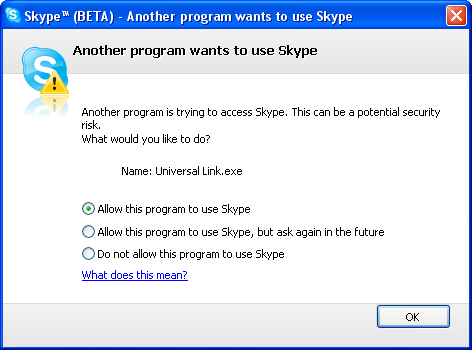 Skype™ (BETA) - Another program wants to use Skype
Another program wants to use Skype
Another program is trying to access Skype. This can be a potential security
risk.
What would you like to do?
Name: Universal Link.exe
Allow this program to use Skype
Allow this program to use Skype, but ask again in the future
Do not allow this program to use Skype
What does this mean?
OK